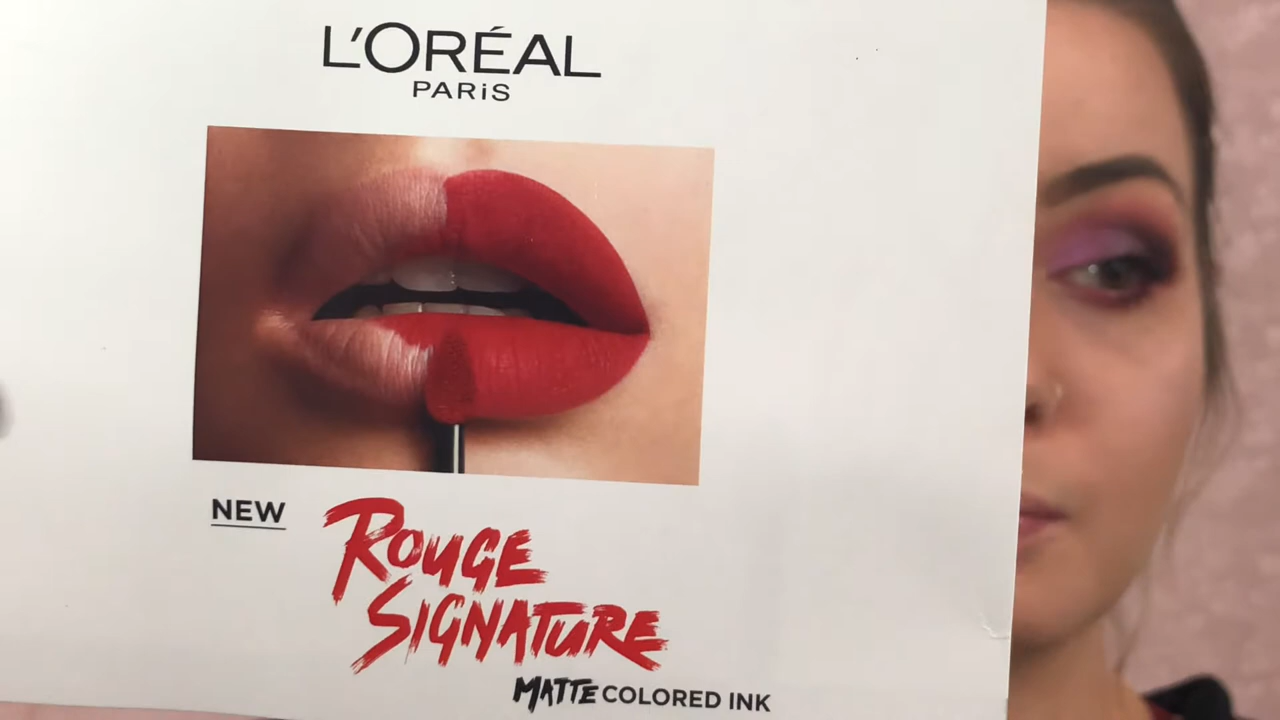 L'ORÉAL
PARiS
NEW
ROUGE
SIGNATURE
MATTE COLORED INK